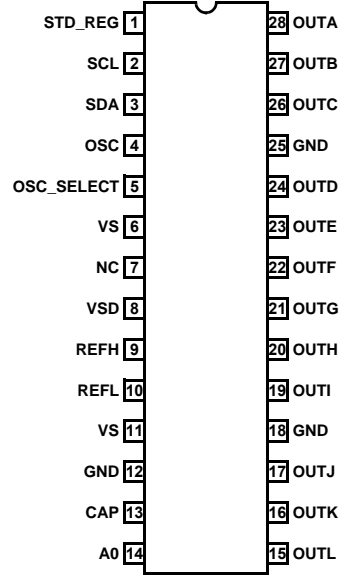 STD_REG 1 28 OUTA
SCL 2 27 OUTB
SDA 3 26 OUTC
OSC 4 25 GND
OSC_SELECT 5 24 OUTD
VS 6 23 OUTE
NC 7 22 OUTF
VSD 8 21 OUTG
REFH 9 20 OUTH
REFL 10 19 OUTI
VS 11 18 GND
GND 12 17 OUTJ
CAP 13 16 OUTK
A0 14 15 OUTL